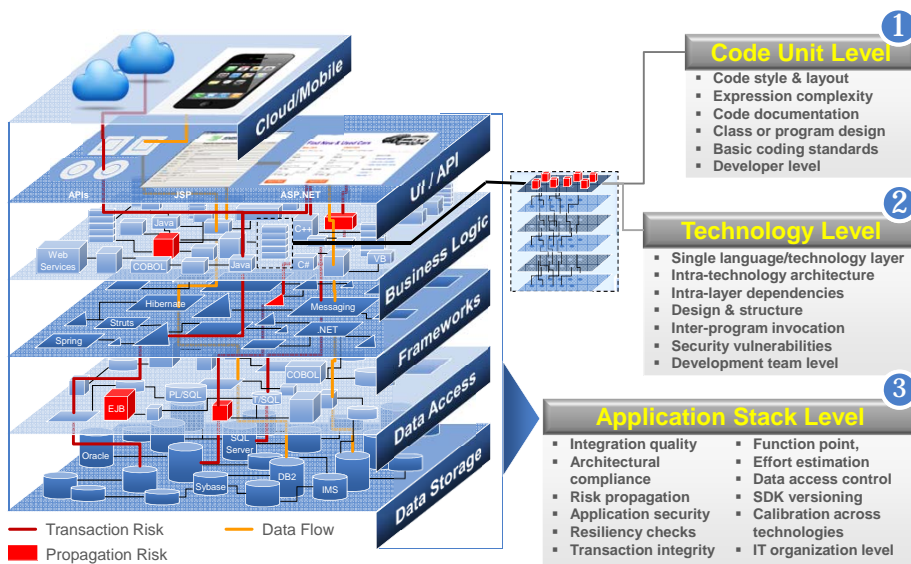 1
Code Unit Level
Code style & layout
Expression complexity
Code documentation
Class or program design
Basic coding standards
Developer level
2
Technology Level
Single language/technology layer
Intra-technology architecture
Intra-layer dependencies
Design & structure
Inter-program invocation
Security vulnerabilities
Development team level
3
Application Stack Level
Integration quality
Architectural
compliance
Risk propagation
Application security
Resiliency checks
Transaction integrity
Function point,
Effort estimation
Data access control
SDK versioning
Calibration across
technologies
IT organization level
Cloud/Mobile
UI / API
APIs
JSP
ASP.NET
Business Logic
Java
C++
Web
Services
COBOL
Java
C#
VB
Frameworks
Hibernate
Messaging
Struts
.NET
Spring
Data Access
COBOL
PL/SQL
T/SQL
EJB
Data Storage
SQL
Server
Oracle
DB2
Sybase
IMS
Transaction Risk
Data Flow
Propagation Risk